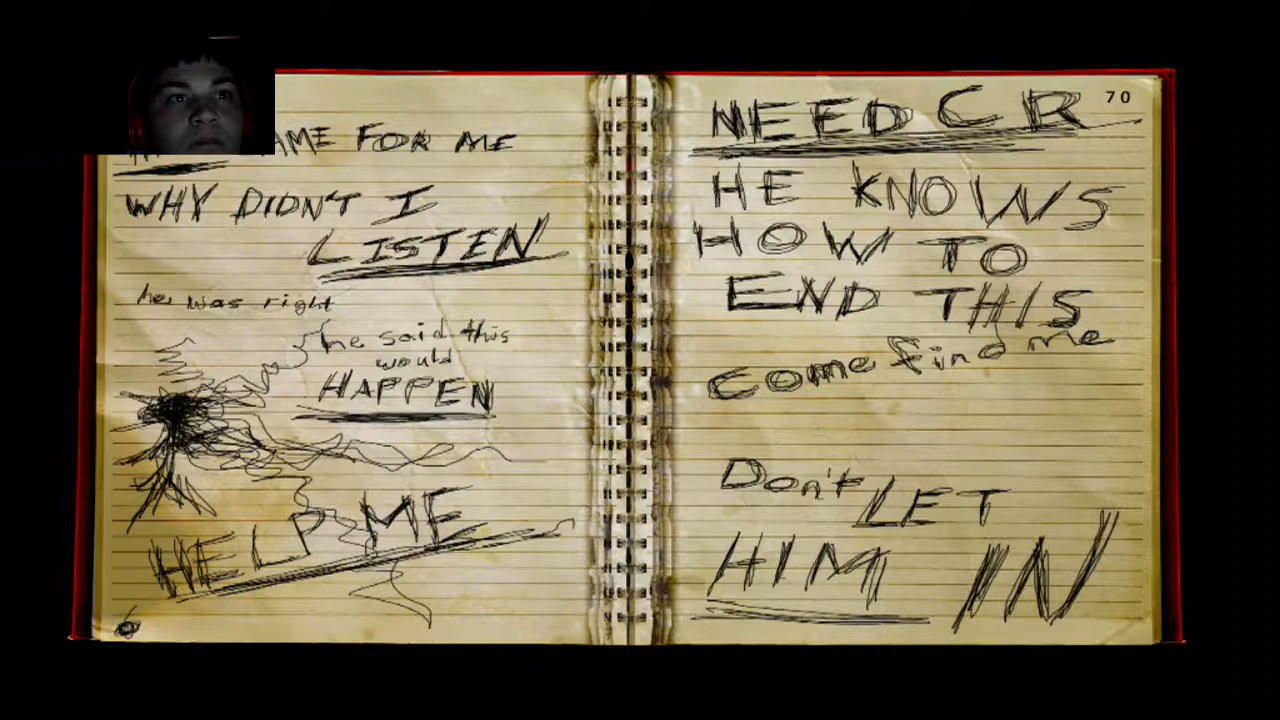 AME FOR ME
WHY DIDN'T I
LISTEN
he was right
he said this
would
HAPPEN
HELP ME
70
NEED CR
HE KNOWS
HOW TO
END THIS
come find me
Don't LET
HIM IN